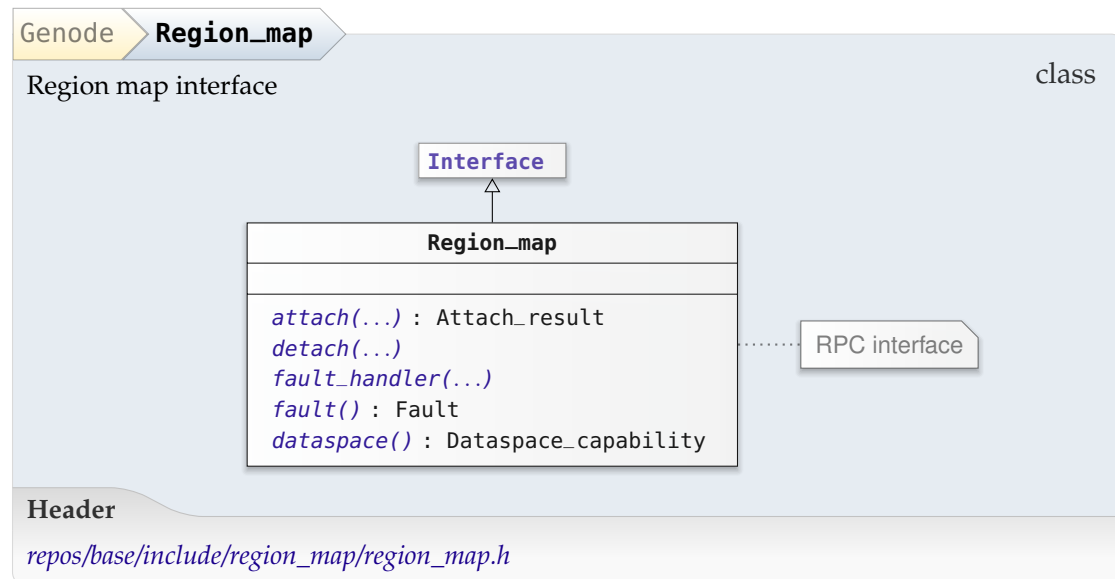 Genode Region_map
Region map interface
class
Interface
Region_map
attach(...) : Attach_result
detach(...)
fault_handler(...)
fault() : Fault
dataspace() : Dataspace_capability
RPC interface
Header
repos/base/include/region_map/region_map.h